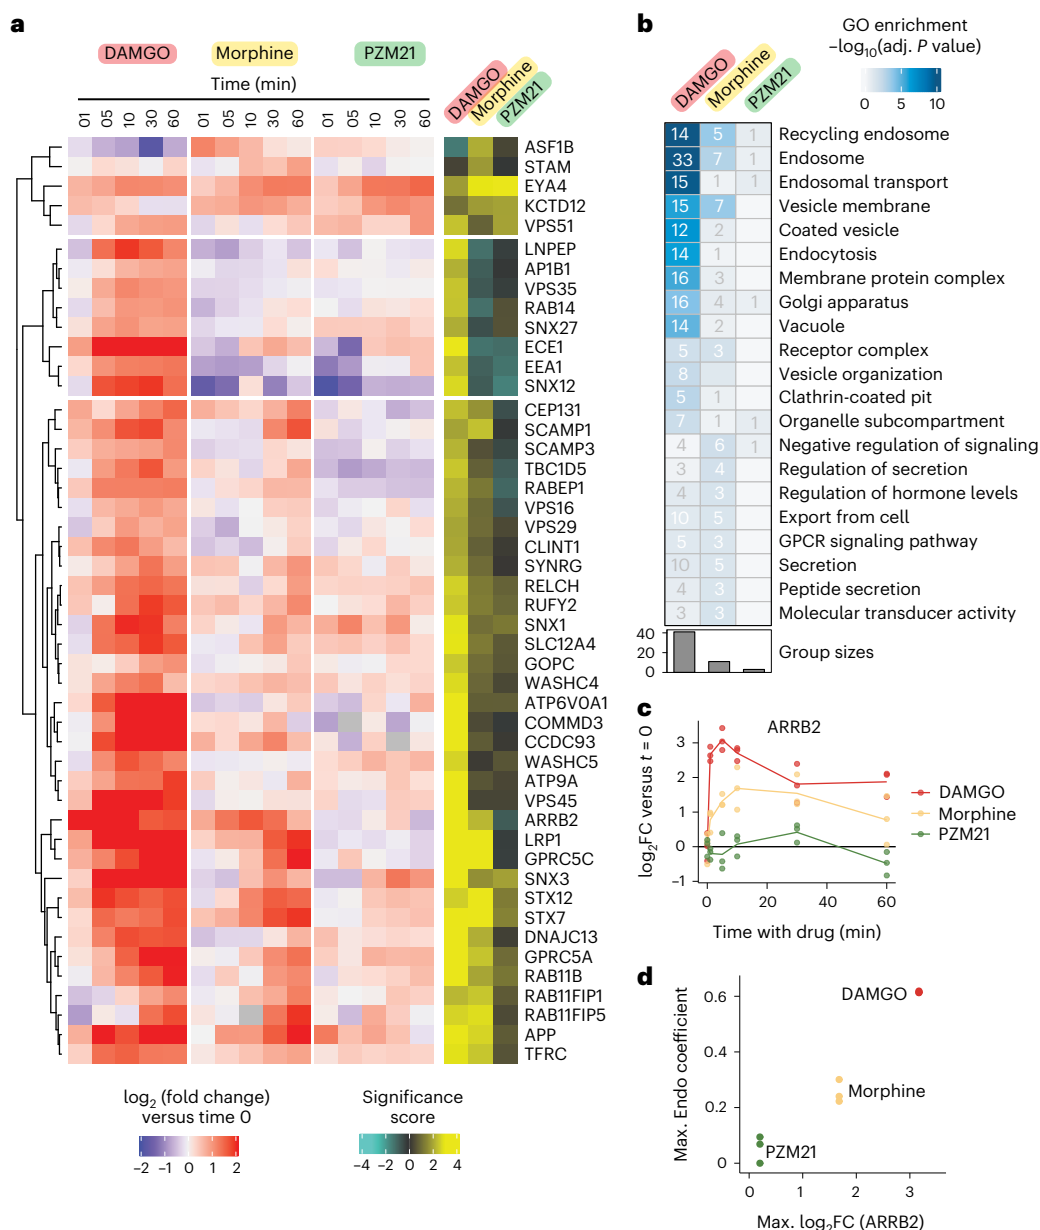 a
DAMGO
Morphine
PZM21
Time (min)
01 05 10 30 60
01 05 10 30 60
01 05 10 30 60
DAMGO
Morphine
PZM21
ASF1B
STAM
EYA4
KCTD12
VPS51
LNPEP
AP1B1
VPS35
RAB14
SNX27
ECE1
EEA1
SNX12
CEP131
SCAMP1
SCAMP3
TBC1D5
RABEP1
VPS16
VPS29
CLINT1
SYNRG
RELCH
RUFY2
SNX1
SLC12A4
GOPC
WASHC4
ATP6V0A1
COMMD3
CCDC93
WASHC5
ATP9A
VPS45
ARRB2
LRP1
GPRC5C
SNX3
STX12
STX7
DNAJC13
GPRC5A
RAB11B
RAB11FIP1
RAB11FIP5
APP
TFRC
log2 (fold change)
versus time 0
−2 −1 0 1 2
Significance
score
−4 −2 0 2 4
b
GO enrichment
−log10(adj. P value)
0 5 10
DAMGO
Morphine
PZM21
14 5 1 Recycling endosome
33 7 1 Endosome
15 1 1 Endosomal transport
15 7 Vesicle membrane
12 2 Coated vesicle
14 1 Endocytosis
16 3 Membrane protein complex
16 4 1 Golgi apparatus
14 2 Vacuole
5 3 Receptor complex
8 Vesicle organization
5 1 Clathrin-coated pit
7 1 1 Organelle subcompartment
4 6 1 Negative regulation of signaling
3 4 Regulation of secretion
4 3 Regulation of hormone levels
10 5 Export from cell
5 3 GPCR signaling pathway
10 5 Secretion
4 3 Peptide secretion
3 3 Molecular transducer activity
40
20
0
Group sizes
c
ARRB2
log2FC versus t = 0
3
2
1
0
−1
0 20 40 60
Time with drug (min)
DAMGO
Morphine
PZM21
d
Max. Endo coefficient
0.6
0.4
0.2
0
DAMGO
Morphine
PZM21
0 1 2 3
Max. log2FC (ARRB2)